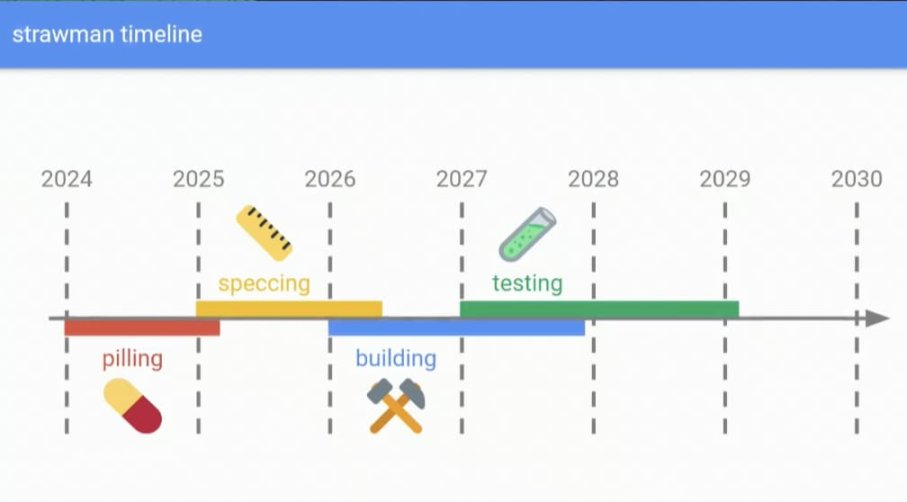 strawman timeline
2024 2025 2026 2027 2028 2029 2030
speccing testing
pilling building